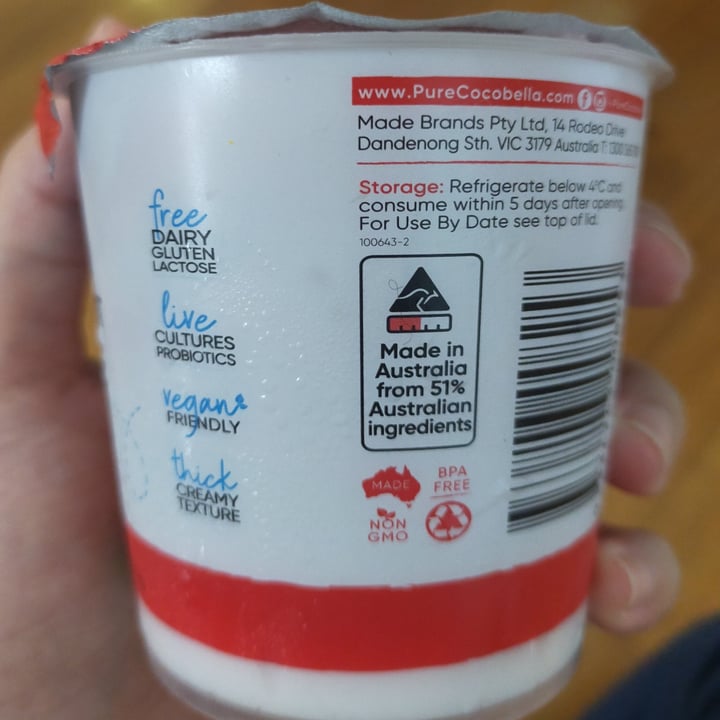 www.PureCocobella.com
Made Brands Pty Ltd, 14 Rodeo Drive
Dandenong Sth. VIC 3179 Australia T: 1300
Storage: Refrigerate below 4°C and
consume within 5 days after opening.
For Use By Date see top of lid.
100643-2
free
DAIRY
GLUTEN
LACTOSE
live
CULTURES
PROBIOTICS
vegan
FRIENDLY
thick
CREAMY
TEXTURE
Made in
Australia
from 51%
Australian
ingredients
MADE
BPA
FREE
NON
GMO